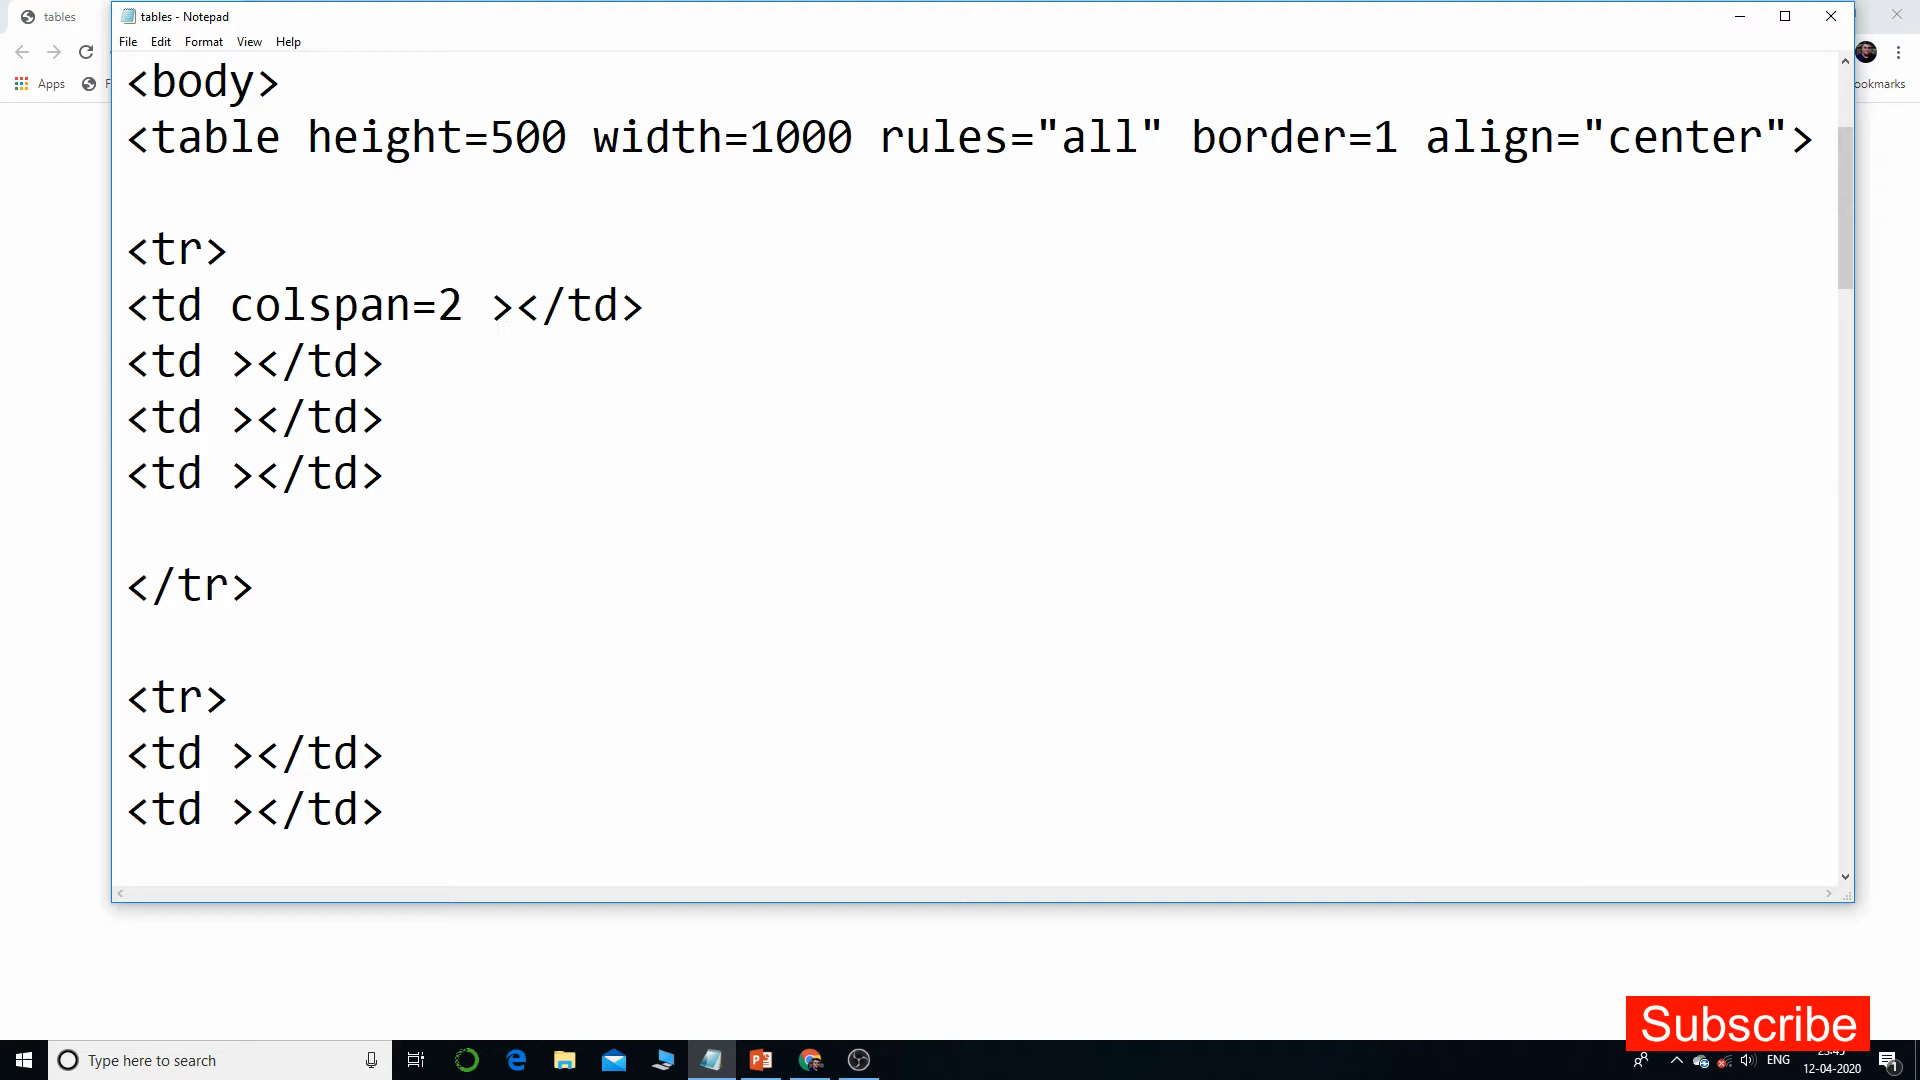 tables
tables - Notepad
File Edit Format View Help
Apps
ookmarks
<body>
<table height=500 width=1000 rules="all" border=1 align="center">
<tr>
<td colspan=2 ></td>
<td ></td>
<td ></td>
<td ></td>
</tr>
<tr>
<td ></td>
<td ></td>
Subscribe
Type here to search
ENG
12-04-2020
1